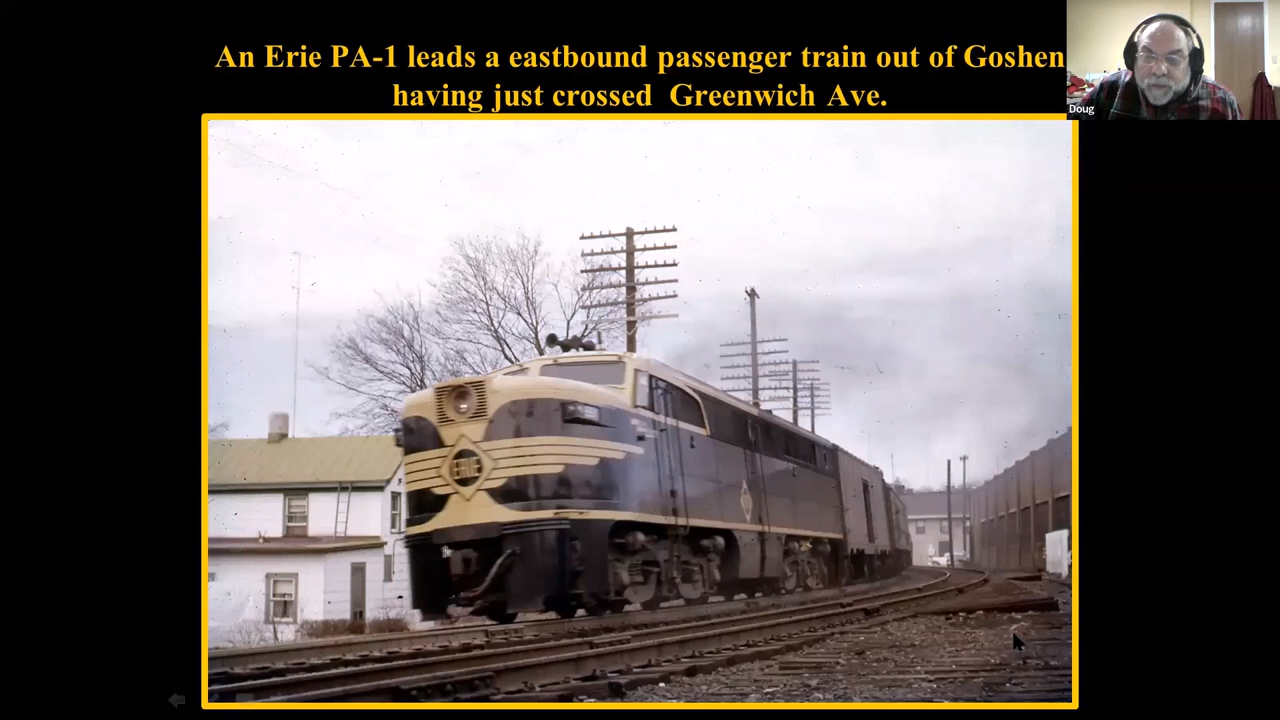 An Erie PA-1 leads a eastbound passenger train out of Goshen
having just crossed  Greenwich Ave.
Doug
ERIE